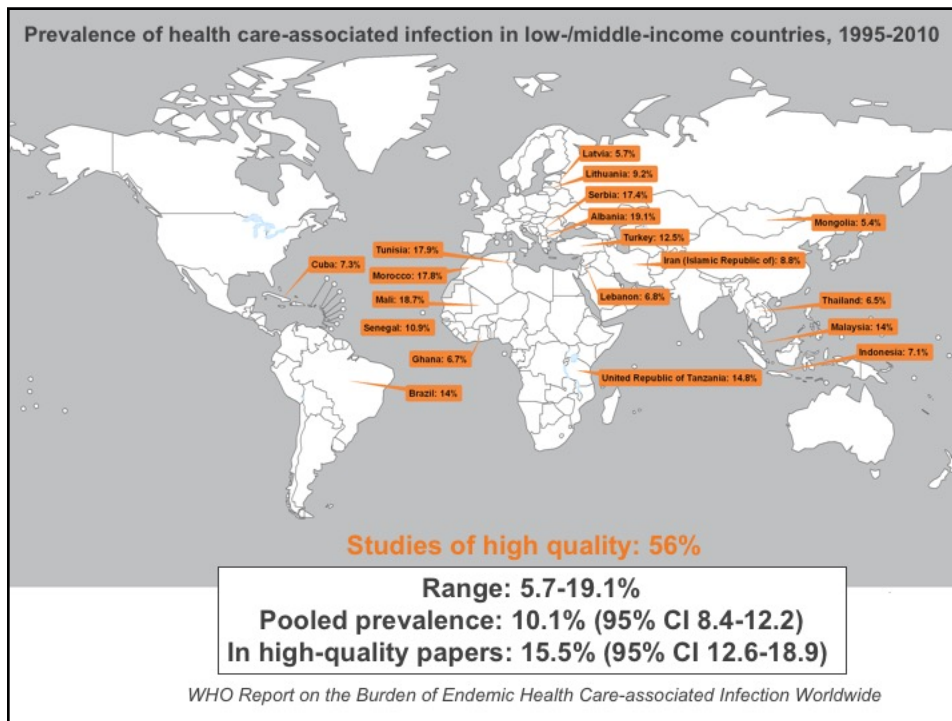 Prevalence of health care-associated infection in low-/middle-income countries, 1995-2010
Latvia: 5.7%
Lithuania: 9.2%
Serbia: 17.4%
Albania: 19.1%
Mongolia: 5.4%
Turkey: 12.5%
Tunisia: 17.9%
Iran (Islamic Republic of): 8.8%
Cuba: 7.3%
Morocco: 17.8%
Lebanon: 6.8%
Mali: 18.7%
Thailand: 6.5%
Senegal: 10.9%
Malaysia: 14%
Ghana: 6.7%
Indonesia: 7.1%
United Republic of Tanzania: 14.8%
Brazil: 14%
Studies of high quality: 56%
Range: 5.7-19.1%
Pooled prevalence: 10.1% (95% CI 8.4-12.2)
In high-quality papers: 15.5% (95% CI 12.6-18.9)
WHO Report on the Burden of Endemic Health Care-associated Infection Worldwide